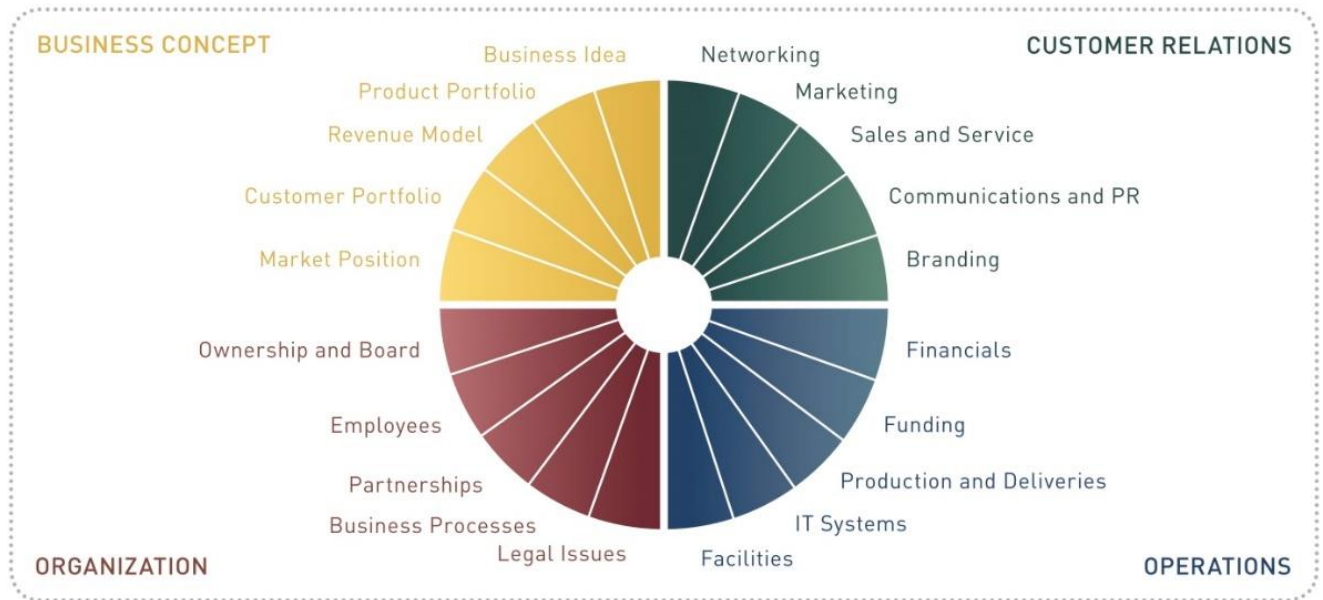 BUSINESS CONCEPT
CUSTOMER RELATIONS
Business Idea
Product Portfolio
Revenue Model
Customer Portfolio
Market Position
Networking
Marketing
Sales and Service
Communications and PR
Branding
Ownership and Board
Employees
Partnerships
Business Processes
Legal Issues
ORGANIZATION
Financials
Funding
Production and Deliveries
IT Systems
Facilities
OPERATIONS